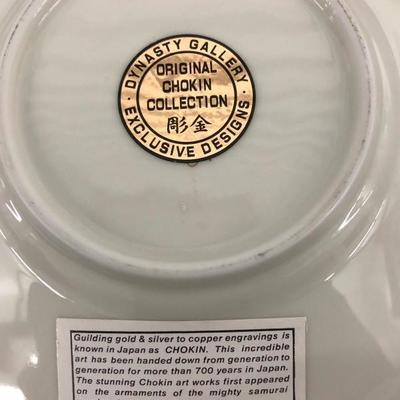 DYNASTY GALLERY
ORIGINAL
CHOKIN
COLLECTION
彫金
· EXCLUSIVE DESIGNS ·
Guilding gold & silver to copper engravings is
known in Japan as CHOKIN. This incredible
art has been handed down from generation to
generation for more than 700 years in Japan.
The stunning Chokin art works first appeared
on the armaments of the mighty samurai